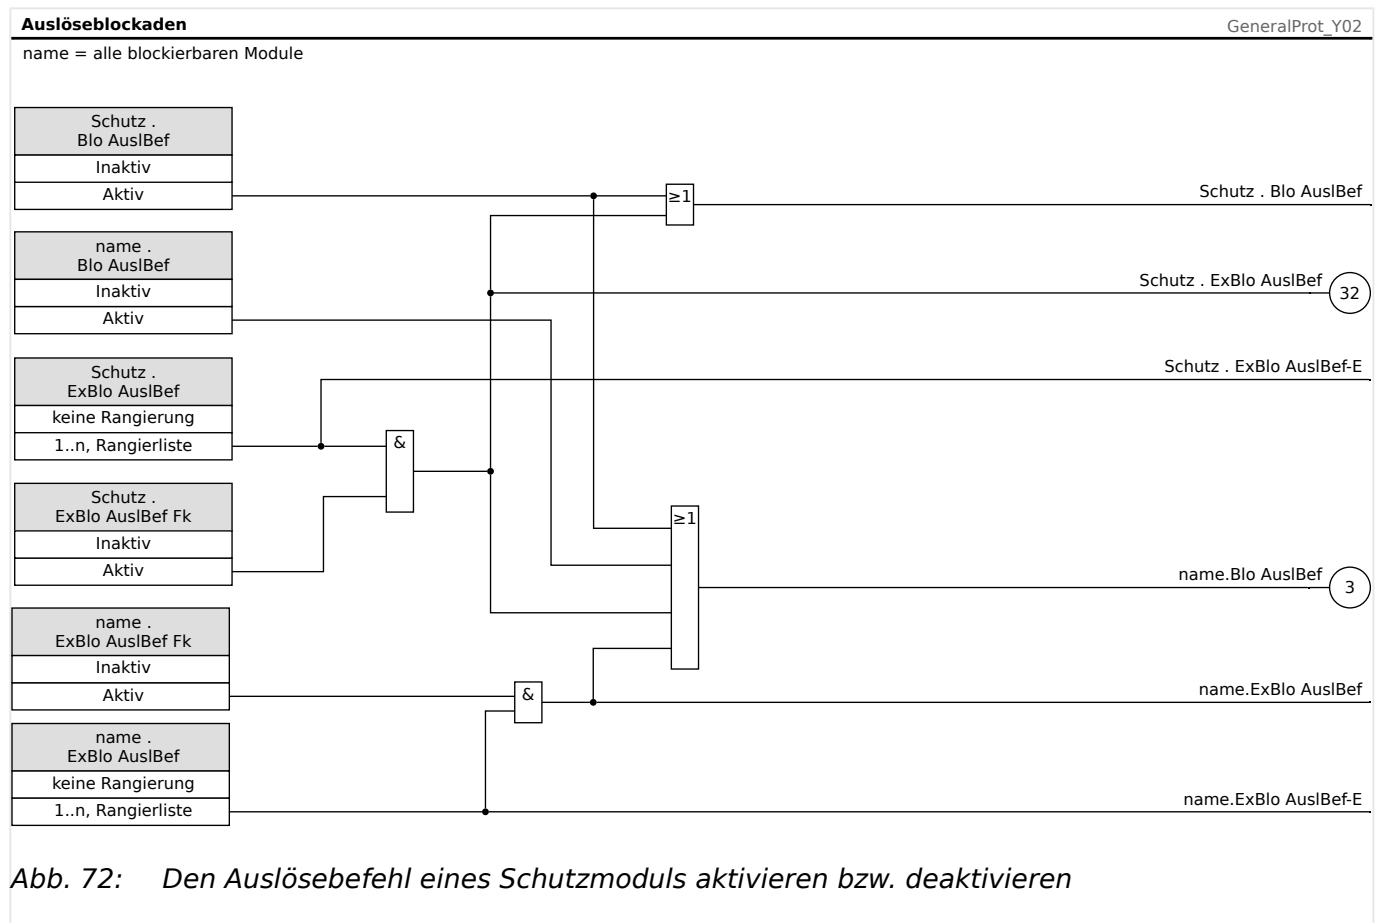 Auslöseblockaden
GeneralProt_Y02
name = alle blockierbaren Module
Schutz .
Blo AuslBef
Inaktiv
Aktiv
≥1
Schutz . Blo AuslBef
name .
Blo AuslBef
Inaktiv
Aktiv
Schutz . ExBlo AuslBef
32
Schutz .
ExBlo AuslBef
keine Rangierung
1..n, Rangierliste
&
Schutz . ExBlo AuslBef-E
Schutz .
ExBlo AuslBef Fk
Inaktiv
Aktiv
≥1
name.Blo AuslBef
3
name .
ExBlo AuslBef Fk
Inaktiv
Aktiv
&
name.ExBlo AuslBef
name .
ExBlo AuslBef
keine Rangierung
1..n, Rangierliste
name.ExBlo AuslBef-E
Abb. 72: Den Auslösebefehl eines Schutzmoduls aktivieren bzw. deaktivieren